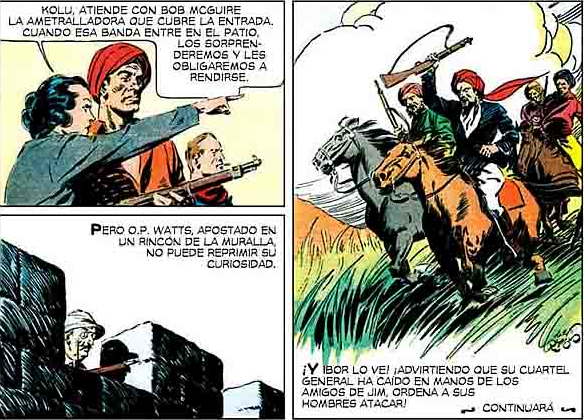 KOLU, ATIENDE CON BOB MCGUIRE
LA AMETRALLADORA QUE CUBRE LA ENTRADA.
CUANDO ESA BANDA ENTRE EN EL PATIO,
LOS SORPREN-
DEREMOS Y LES
OBLIGAREMOS A
RENDIRSE.
PERO O.P. WATTS, APOSTADO EN
UN RINCÓN DE LA MURALLA,
NO PUEDE REPRIMIR SU
CURIOSIDAD.
¡Y IBOR LO VE! ¡ADVIRTIENDO QUE SU CUARTEL
GENERAL HA CAÍDO EN MANOS DE LOS
AMIGOS DE JIM, ORDENA A SUS
HOMBRES ATACAR!
CONTINUARÁ